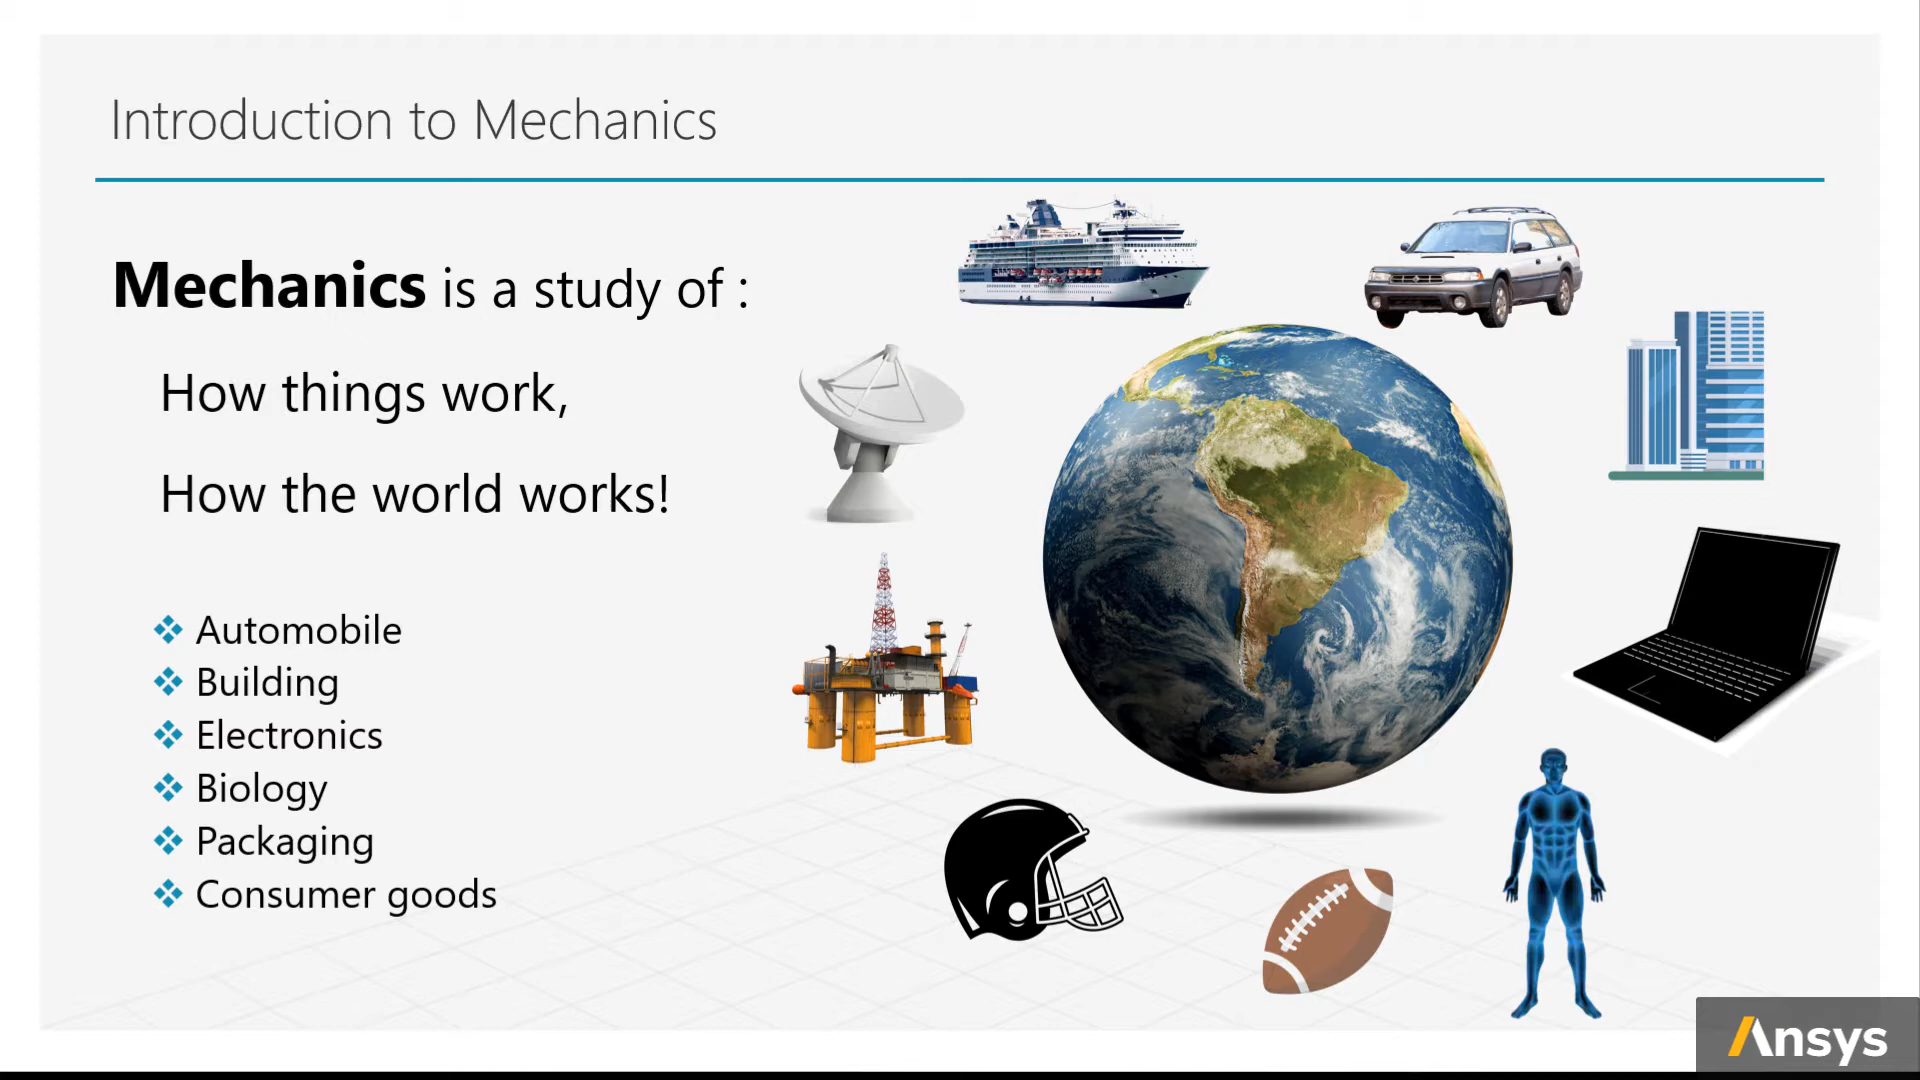 Introduction to Mechanics
Mechanics is a study of :
How things work,
How the world works!
Automobile
Building
Electronics
Biology
Packaging
Consumer goods
Ansys